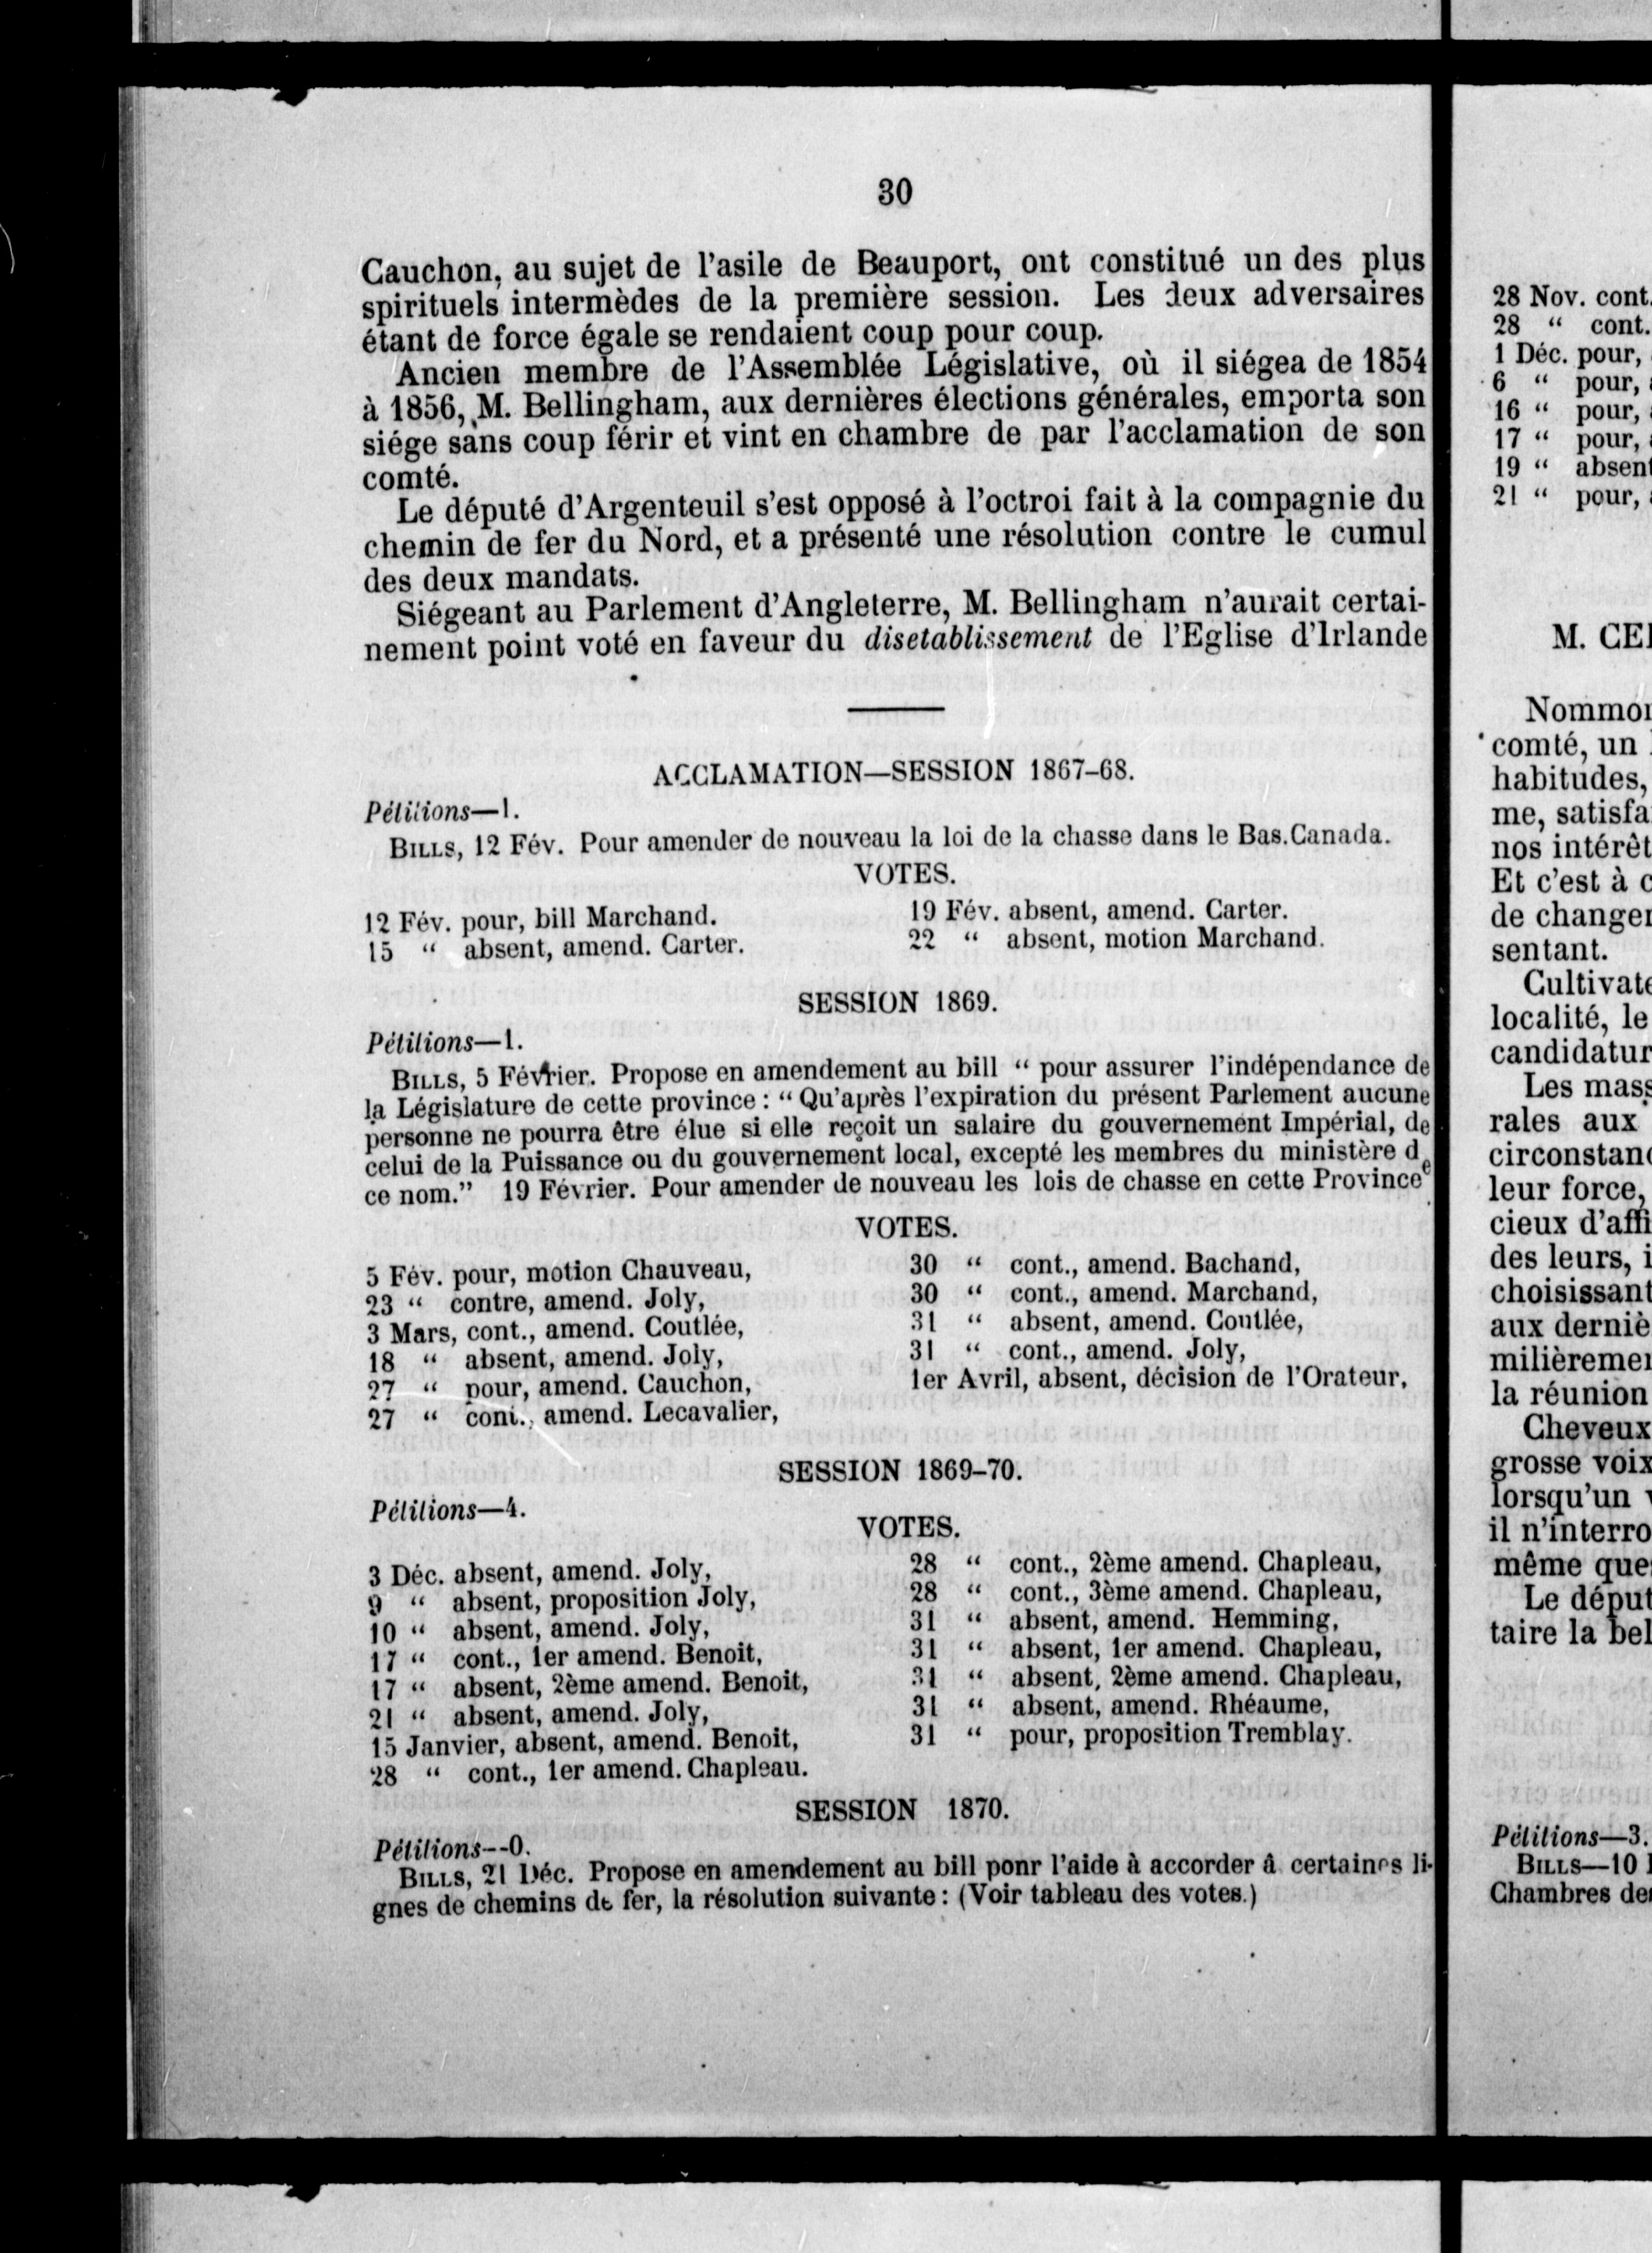 30
Cauchon, au sujet de l'asile de Beauport, ont constitué un des plus
spirituels intermèdes de la première session. Les deux adversaires
étant de force égale se rendaient coup pour coup.
Ancien membre de l'Assemblée Législative, où il siégea de 1854
à 1856, M. Bellingham, aux dernières élections générales, emporta son
siége sans coup férir et vint en chambre de par l'acclamation de son
comté.
Le député d'Argenteuil s'est opposé à l'octroi fait à la compagnie du
chemin de fer du Nord, et a présenté une résolution contre le cumul
des deux mandats.
Siégeant au Parlement d'Angleterre, M. Bellingham n'aurait certai-
nement point voté en faveur du disetablissement de l'Eglise d'Irlande
ACCLAMATION—SESSION 1867-68.
Pétitions—1.
BILLS, 12 Fév. Pour amender de nouveau la loi de la chasse dans le Bas.Canada.
VOTES.
12 Fév. pour, bill Marchand.
15 “ absent, amend. Carter.
19 Fév. absent, amend. Carter.
22 “ absent, motion Marchand.
SESSION 1869.
Pétitions—1.
BILLS, 5 Février. Propose en amendement au bill “ pour assurer l'indépendance de
la Législature de cette province : “ Qu'après l'expiration du présent Parlement aucune
personne ne pourra être élue si elle reçoit un salaire du gouvernement Impérial, de
celui de la Puissance ou du gouvernement local, excepté les membres du ministère de
ce nom.” 19 Février. Pour amender de nouveau les lois de chasse en cette Province.
VOTES.
5 Fév. pour, motion Chauveau,
23 “ contre, amend. Joly,
3 Mars, cont., amend. Coutlée,
18 “ absent, amend. Joly,
27 “ pour, amend. Cauchon,
27 “ cont., amend. Lecavalier,
30 “ cont., amend. Bachand,
30 “ cont., amend. Marchand,
31 “ absent, amend. Coutlée,
31 “ cont., amend. Joly,
1er Avril, absent, décision de l'Orateur,
SESSION 1869-70.
Pétitions—4.
VOTES.
3 Déc. absent, amend. Joly,
9 “ absent, proposition Joly,
10 “ absent, amend. Joly,
17 “ cont., 1er amend. Benoit,
17 “ absent, 2ème amend. Benoit,
21 “ absent, amend. Joly,
15 Janvier, absent, amend. Benoit,
28 “ cont., 1er amend. Chapleau.
28 “ cont., 2ème amend. Chapleau,
28 “ cont., 3ème amend. Chapleau,
31 “ absent, amend. Hemming,
31 “ absent, 1er amend. Chapleau,
31 “ absent, 2ème amend. Chapleau,
31 “ absent, amend. Rhéaume,
31 “ pour, proposition Tremblay.
SESSION 1870.
Pétitions--0.
BILLS, 21 Déc. Propose en amendement au bill ponr l'aide à accorder â certaines li-
gnes de chemins de fer, la résolution suivante : (Voir tableau des votes.)
28 Nov. cont.
28 “ cont.
1 Déc. pour,
6 “ pour,
16 “ pour,
17 “ pour,
19 “ absent
21 “ pour,
M.
comté, un
habitudes,
me,
nos
Et c'est à
de
sentant.
localité, le
Les
rales aux
leur force,
cieux
des leurs,
choisissant
aux
la réunion
Cheveux
grosse voix
lorsqu'un
il
même
Le
taire la
Pétitions—3.
BILLS—10
Chambres